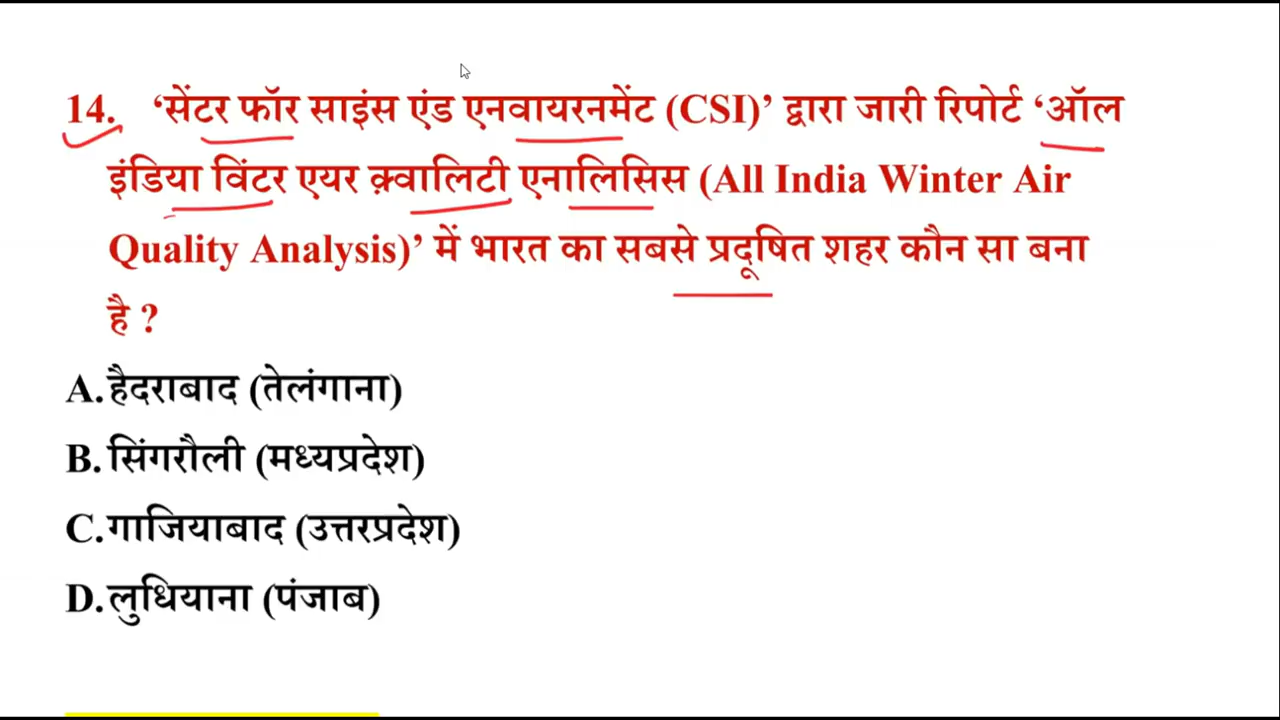 14. ‘सेंटर फॉर साइंस एंड एनवायरनमेंट (CSI)’ द्वारा जारी रिपोर्ट ‘ऑल
इंडिया विंटर एयर क़्वालिटी एनालिसिस (All India Winter Air
Quality Analysis)’ में भारत का सबसे प्रदूषित शहर कौन सा बना
है ?
A. हैदराबाद (तेलंगाना)
B. सिंगरौली (मध्यप्रदेश)
C. गाजियाबाद (उत्तरप्रदेश)
D. लुधियाना (पंजाब)